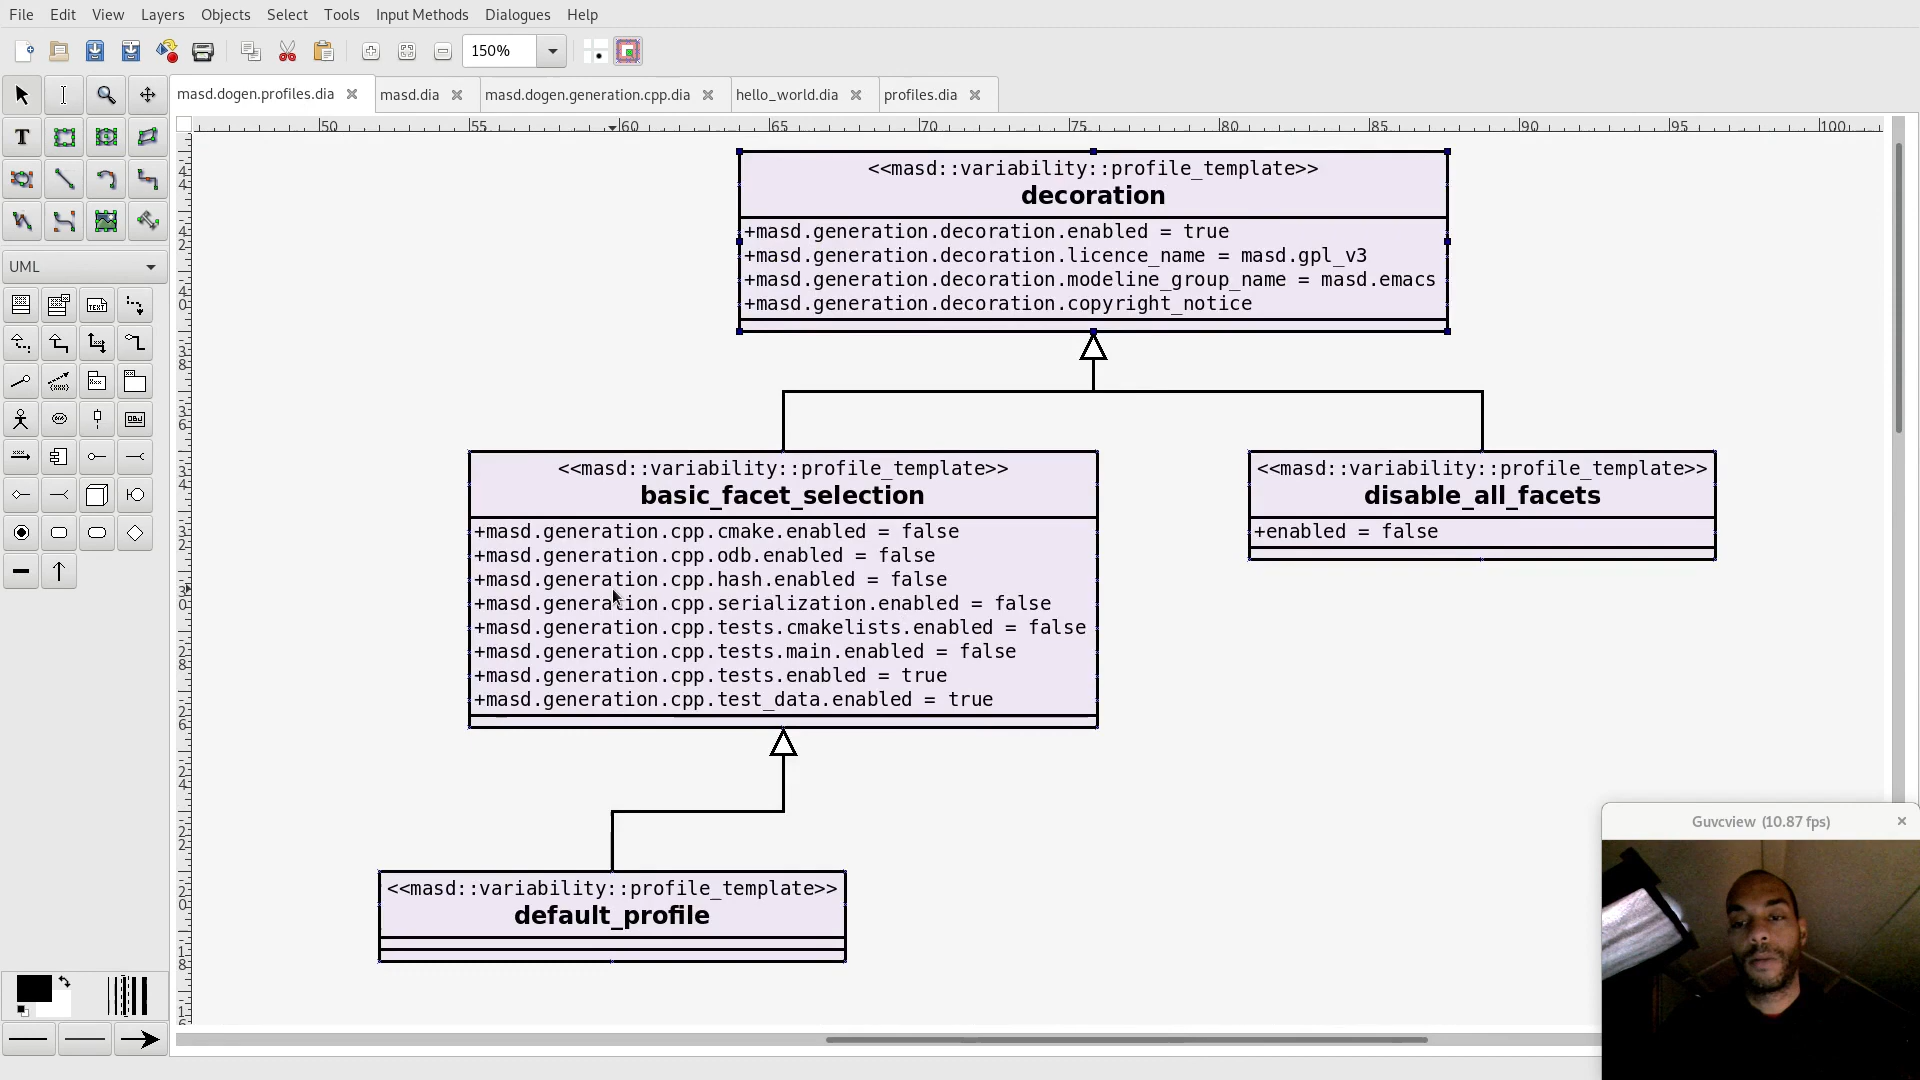 File Edit View Layers Objects Select Tools Input Methods Dialogues Help
150%
masd.dogen.profiles.dia masd.dia masd.dogen.generation.cpp.dia hello_world.dia profiles.dia
50 55 60 65 70 75 80 85 90 95 100
T
UML
<<masd::variability::profile_template>>
decoration
+masd.generation.decoration.enabled = true
+masd.generation.decoration.licence_name = masd.gpl_v3
+masd.generation.decoration.modeline_group_name = masd.emacs
+masd.generation.decoration.copyright_notice
<<masd::variability::profile_template>>
basic_facet_selection
+masd.generation.cpp.cmake.enabled = false
+masd.generation.cpp.odb.enabled = false
+masd.generation.cpp.hash.enabled = false
+masd.generation.cpp.serialization.enabled = false
+masd.generation.cpp.tests.cmakelists.enabled = false
+masd.generation.cpp.tests.main.enabled = false
+masd.generation.cpp.tests.enabled = true
+masd.generation.cpp.test_data.enabled = true
<<masd::variability::profile_template>>
disable_all_facets
+enabled = false
<<masd::variability::profile_template>>
default_profile
Guvcview (10.87 fps)